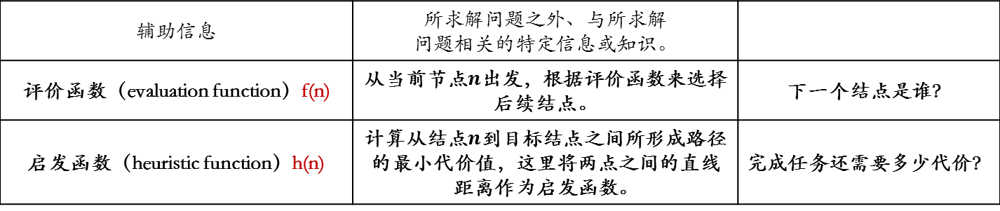 辅助信息
所求解问题之外、与所求解
问题相关的特定信息或知识。
评价函数（evaluation function）f(n)
从当前节点n出发，根据评价函数来选择
后续结点。
下一个结点是谁？
启发函数（heuristic function）h(n)
计算从结点n到目标结点之间所形成路径
的最小代价值，这里将两点之间的直线
距离作为启发函数。
完成任务还需要多少代价？